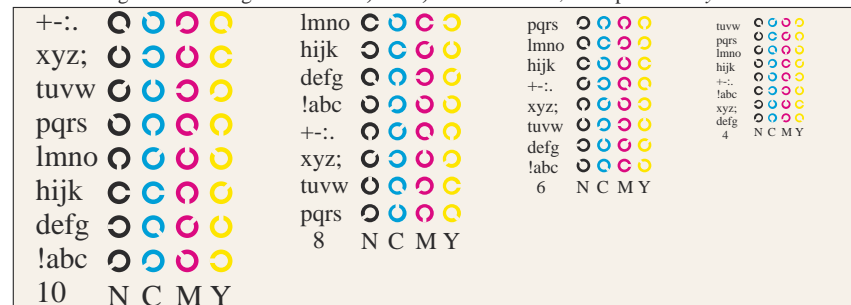 +-:.
xyz;
tuvw
pqrs
lmno
hijk
defg
!abc
10 N C M Y
lmno
hijk
defg
!abc
+-:.
xyz;
tuvw
pqrs
8 N C M Y
pqrs
lmno
hijk
+-:.
xyz;
tuvw
defg
!abc
6 N C M Y
tuvw
pqrs
lmno
hijk
+-:.
!abc
xyz;
defg
4 N C M Y